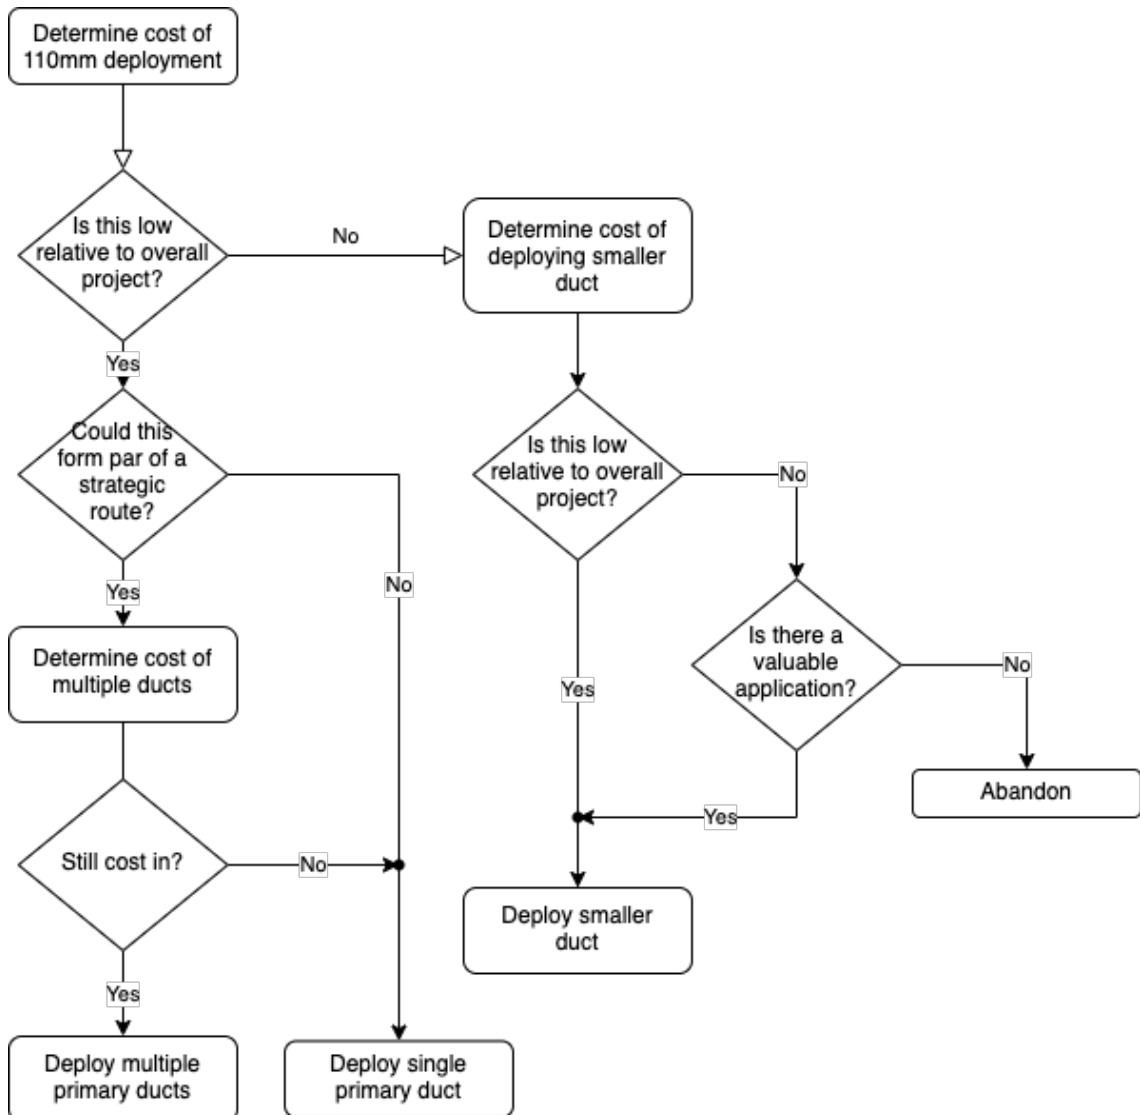 Determine cost of
110mm deployment
Is this low
relative to overall
project?
No
Determine cost of
deploying smaller
duct
Yes
Could this
form par of a
strategic
route?
Is this low
relative to overall
project?
No
No
Yes
Determine cost of
multiple ducts
Is there a
valuable
application?
No
Yes
Abandon
Yes
Still cost in?
No
Deploy smaller
duct
Yes
Deploy multiple
primary ducts
Deploy single
primary duct